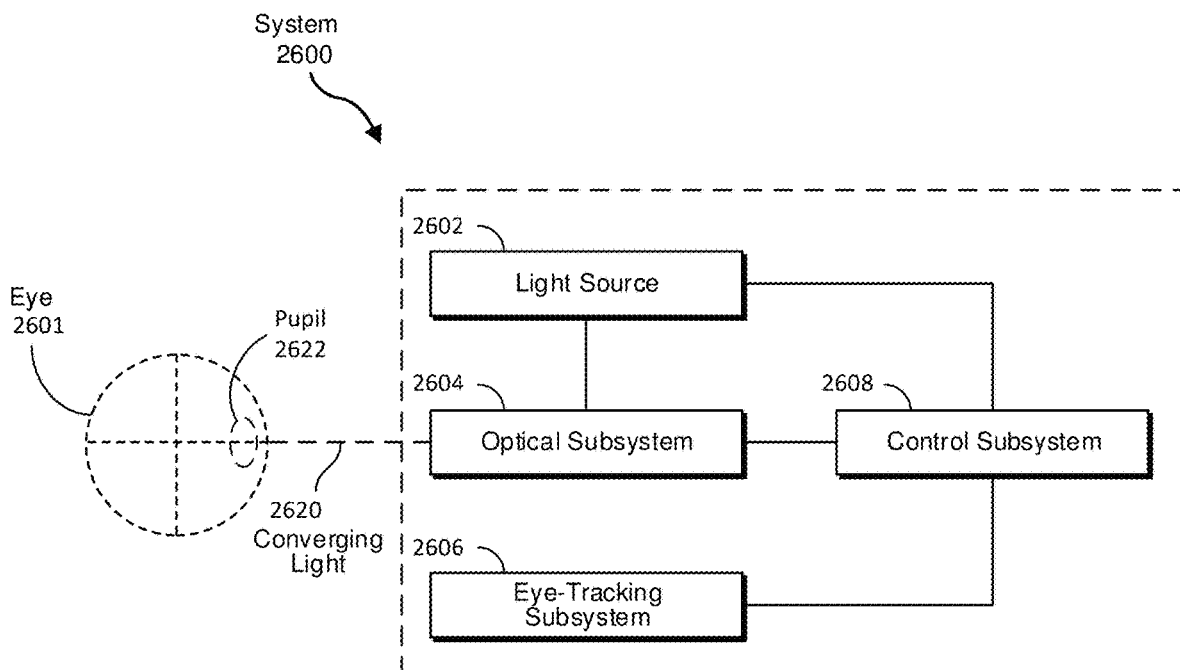 System
2600
2602
Light Source
Eye
2601
Pupil
2622
2604
Optical Subsystem
2608
Control Subsystem
2620
Converging
Light
2606
Eye-Tracking
Subsystem